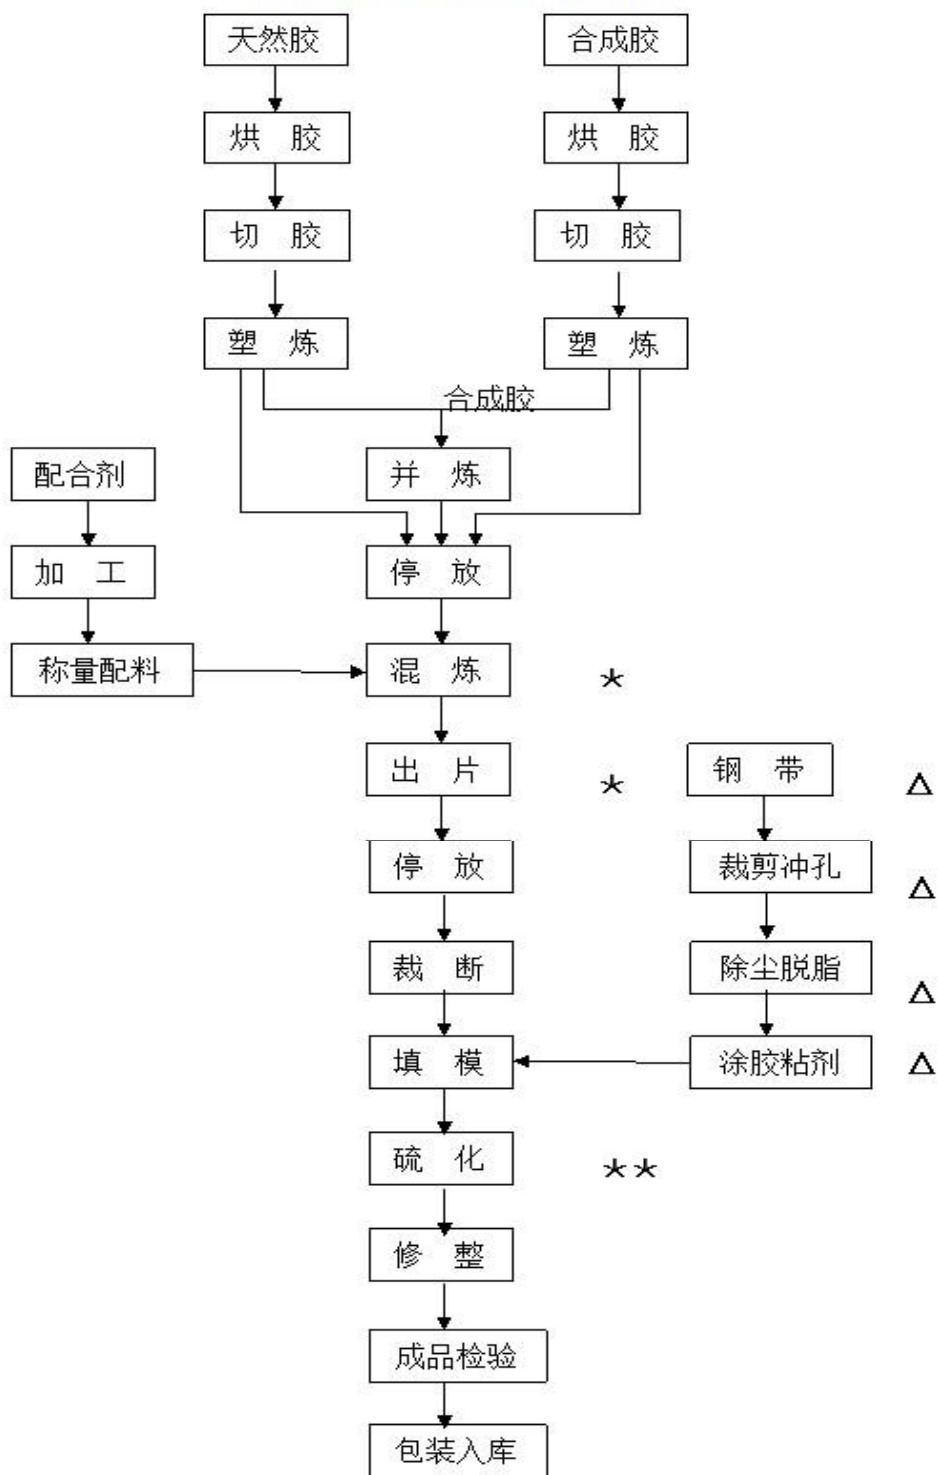 天然胶 合成胶
烘 胶 烘 胶
切 胶 切 胶
塑 炼 塑 炼
合成胶
配合剂 并 炼
加 工 停 放
称量配料 混 炼 ★
出 片 ★ 钢 带 △
停 放 裁剪冲孔 △
裁 断 除尘脱脂 △
填 模 涂胶粘剂 △
硫 化 ★★
修 整
成品检验
包装入库